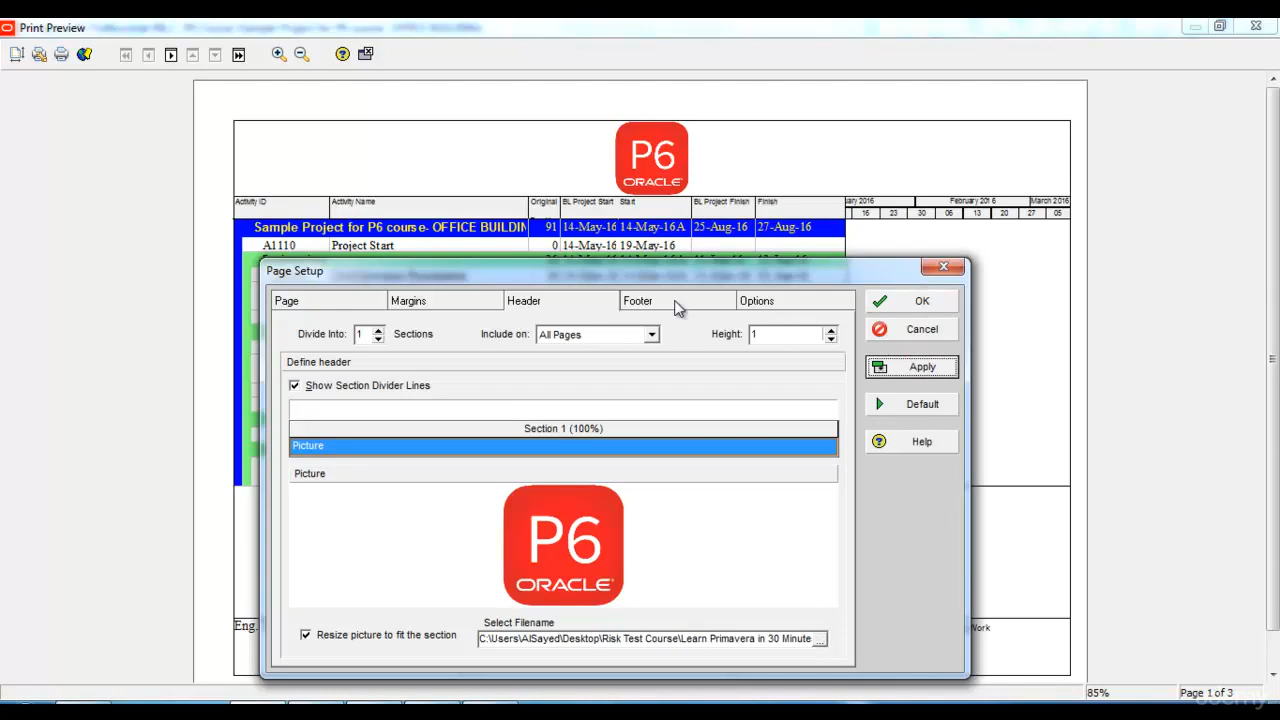 Print Preview
P6
ORACLE
Activity ID Activity Name Original BL Project Start Start BL Project Finish Finish
February 2016 March 2016
16 23 30 06 13 20 27 05
Sample Project for P6 course- OFFICE BUILDIN 91 14-May-16 14-May-16A 25-Aug-16 27-Aug-16
A1110 Project Start 0 14-May-16 19-May-16
Page Setup
Page Margins Header Footer Options
OK
Divide Into: 1 Sections Include on: All Pages Height: 1
Cancel
Define header
Apply
Show Section Divider Lines
Default
Section 1 (100%)
Help
Picture
Picture
P6
ORACLE
Select Filename
Eng.
Resize picture to fit the section
C:\Users\AlSayed\Desktop\Risk Test Course\Learn Primavera in 30 Minute ...
Work
85% Page 1 of 3